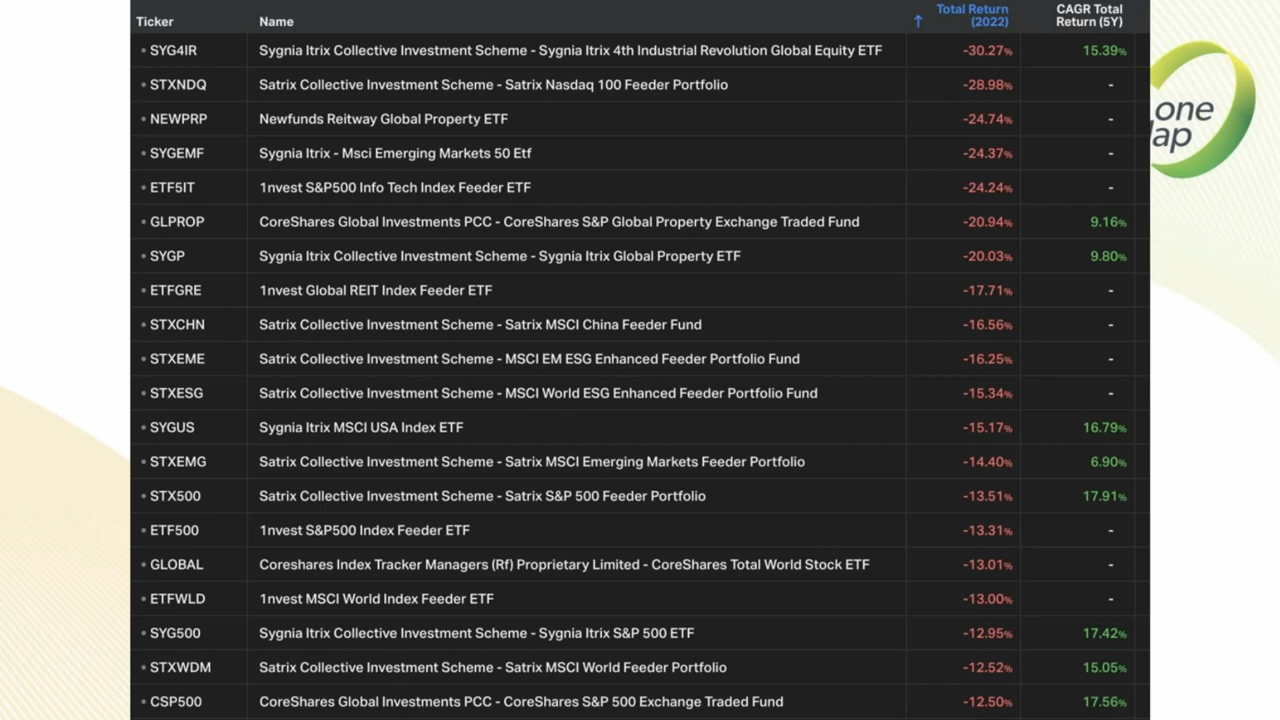 Ticker Name ↑ Total Return (2022) CAGR Total Return (5Y)
SYG4IR Sygnia Itrix Collective Investment Scheme - Sygnia Itrix 4th Industrial Revolution Global Equity ETF -30.27% 15.39%
STXNDQ Satrix Collective Investment Scheme - Satrix Nasdaq 100 Feeder Portfolio -28.98% -
NEWPRP Newfunds Reitway Global Property ETF -24.74% -
SYGEMF Sygnia Itrix - Msci Emerging Markets 50 Etf -24.37% -
ETF5IT 1nvest S&P500 Info Tech Index Feeder ETF -24.24% -
GLPROP CoreShares Global Investments PCC - CoreShares S&P Global Property Exchange Traded Fund -20.94% 9.16%
SYGP Sygnia Itrix Collective Investment Scheme - Sygnia Itrix Global Property ETF -20.03% 9.80%
ETFGRE 1nvest Global REIT Index Feeder ETF -17.71% -
STXCHN Satrix Collective Investment Scheme - Satrix MSCI China Feeder Fund -16.56% -
STXEME Satrix Collective Investment Scheme - MSCI EM ESG Enhanced Feeder Portfolio Fund -16.25% -
STXESG Satrix Collective Investment Scheme - MSCI World ESG Enhanced Feeder Portfolio Fund -15.34% -
SYGUS Sygnia Itrix MSCI USA Index ETF -15.17% 16.79%
STXEMG Satrix Collective Investment Scheme - Satrix MSCI Emerging Markets Feeder Portfolio -14.40% 6.90%
STX500 Satrix Collective Investment Scheme - Satrix S&P 500 Feeder Portfolio -13.51% 17.91%
ETF500 1nvest S&P500 Index Feeder ETF -13.31% -
GLOBAL Coreshares Index Tracker Managers (Rf) Proprietary Limited - CoreShares Total World Stock ETF -13.01% -
ETFWLD 1nvest MSCI World Index Feeder ETF -13.00% -
SYG500 Sygnia Itrix Collective Investment Scheme - Sygnia Itrix S&P 500 ETF -12.95% 17.42%
STXWDM Satrix Collective Investment Scheme - Satrix MSCI World Feeder Portfolio -12.52% 15.05%
CSP500 CoreShares Global Investments PCC - CoreShares S&P 500 Exchange Traded Fund -12.50% 17.56%
one
ap